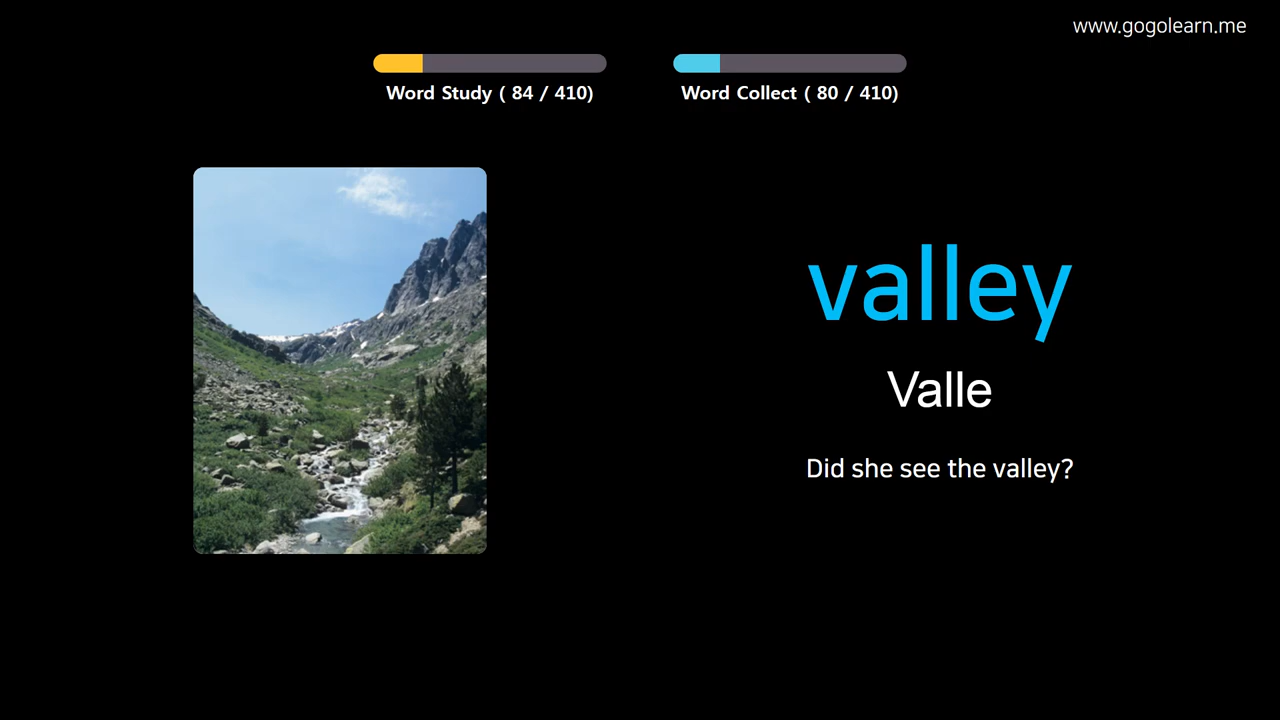 www.gogolearn.me
Word Study ( 84 / 410)
Word Collect ( 80 / 410)
valley
Valle
Did she see the valley?